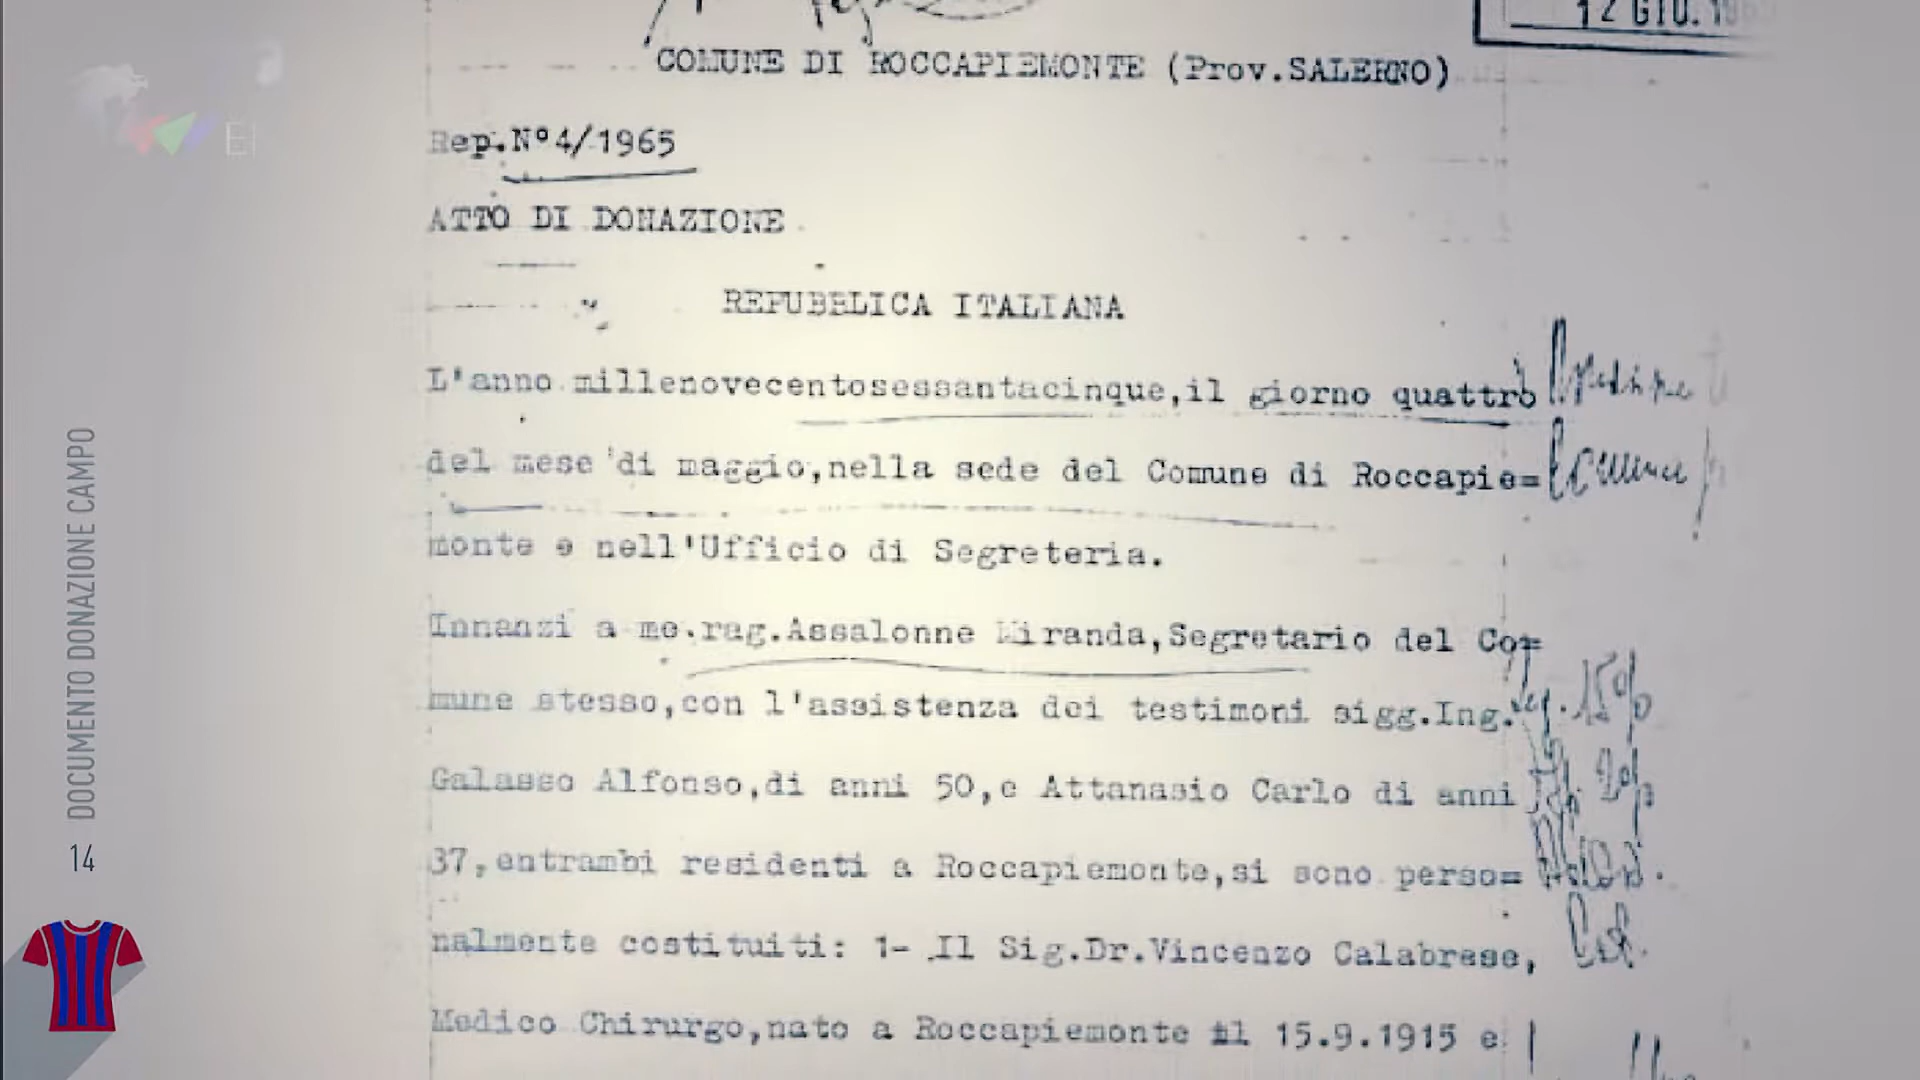 12 GIU. 196
COMUNE DI ROCCAPIEMONTE (Prov.SALERNO)
Rep.N°4/1965
ATTO DI DONAZIONE
REPUBBLICA ITALIANA
L'anno millenovecentosessantacinque,il giorno quattro
del mese di maggio,nella sede del Comune di Roccapie=
monte e nell'Ufficio di Segreteria.
Innanzi a me.rag.Assalonne Miranda,Segretario del Co=
mune stesso,con l'assistenza dei testimoni sigg.Ing.
Galasso Alfonso,di anni 50,e Attanasio Carlo di anni
37,entrambi residenti a Roccapiemonte,si sono perso=
nalmente costituiti: 1- Il Sig.Dr.Vincenzo Calabrese,
Medico Chirurgo,nato a Roccapiemonte il 15.9.1915 e
DOCUMENTO DONAZIONE CAMPO
14